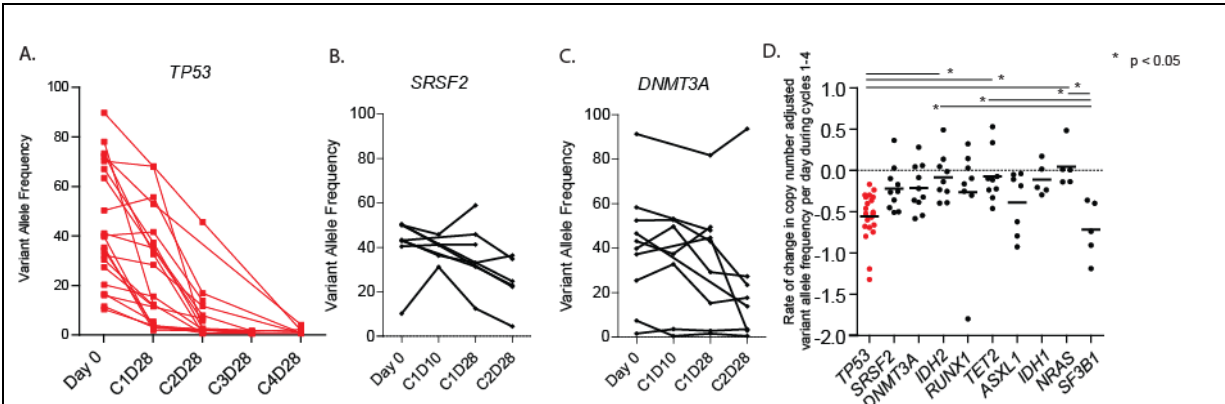 A.
TP53
Variant Allele Frequency
100
80
60
40
20
0
Day 0
C1D28
C2D28
C3D28
C4D28
B.
SRSF2
Variant Allele Frequency
100
80
60
40
20
0
Day 0
C1D10
C1D28
C2D28
C.
DNMT3A
Variant Allele Frequency
100
80
60
40
20
0
Day 0
C1D10
C1D28
C2D28
D.
* p < 0.05
*
*
*
*
*
*
Rate of change in copy number adjusted
variant allele frequency per day during cycles 1-4
1.0
0.5
0.0
-0.5
-1.0
-1.5
-2.0
TP53
SRSF2
DNMT3A
IDH2
RUNX1
TET2
ASXL1
IDH1
NRAS
SF3B1